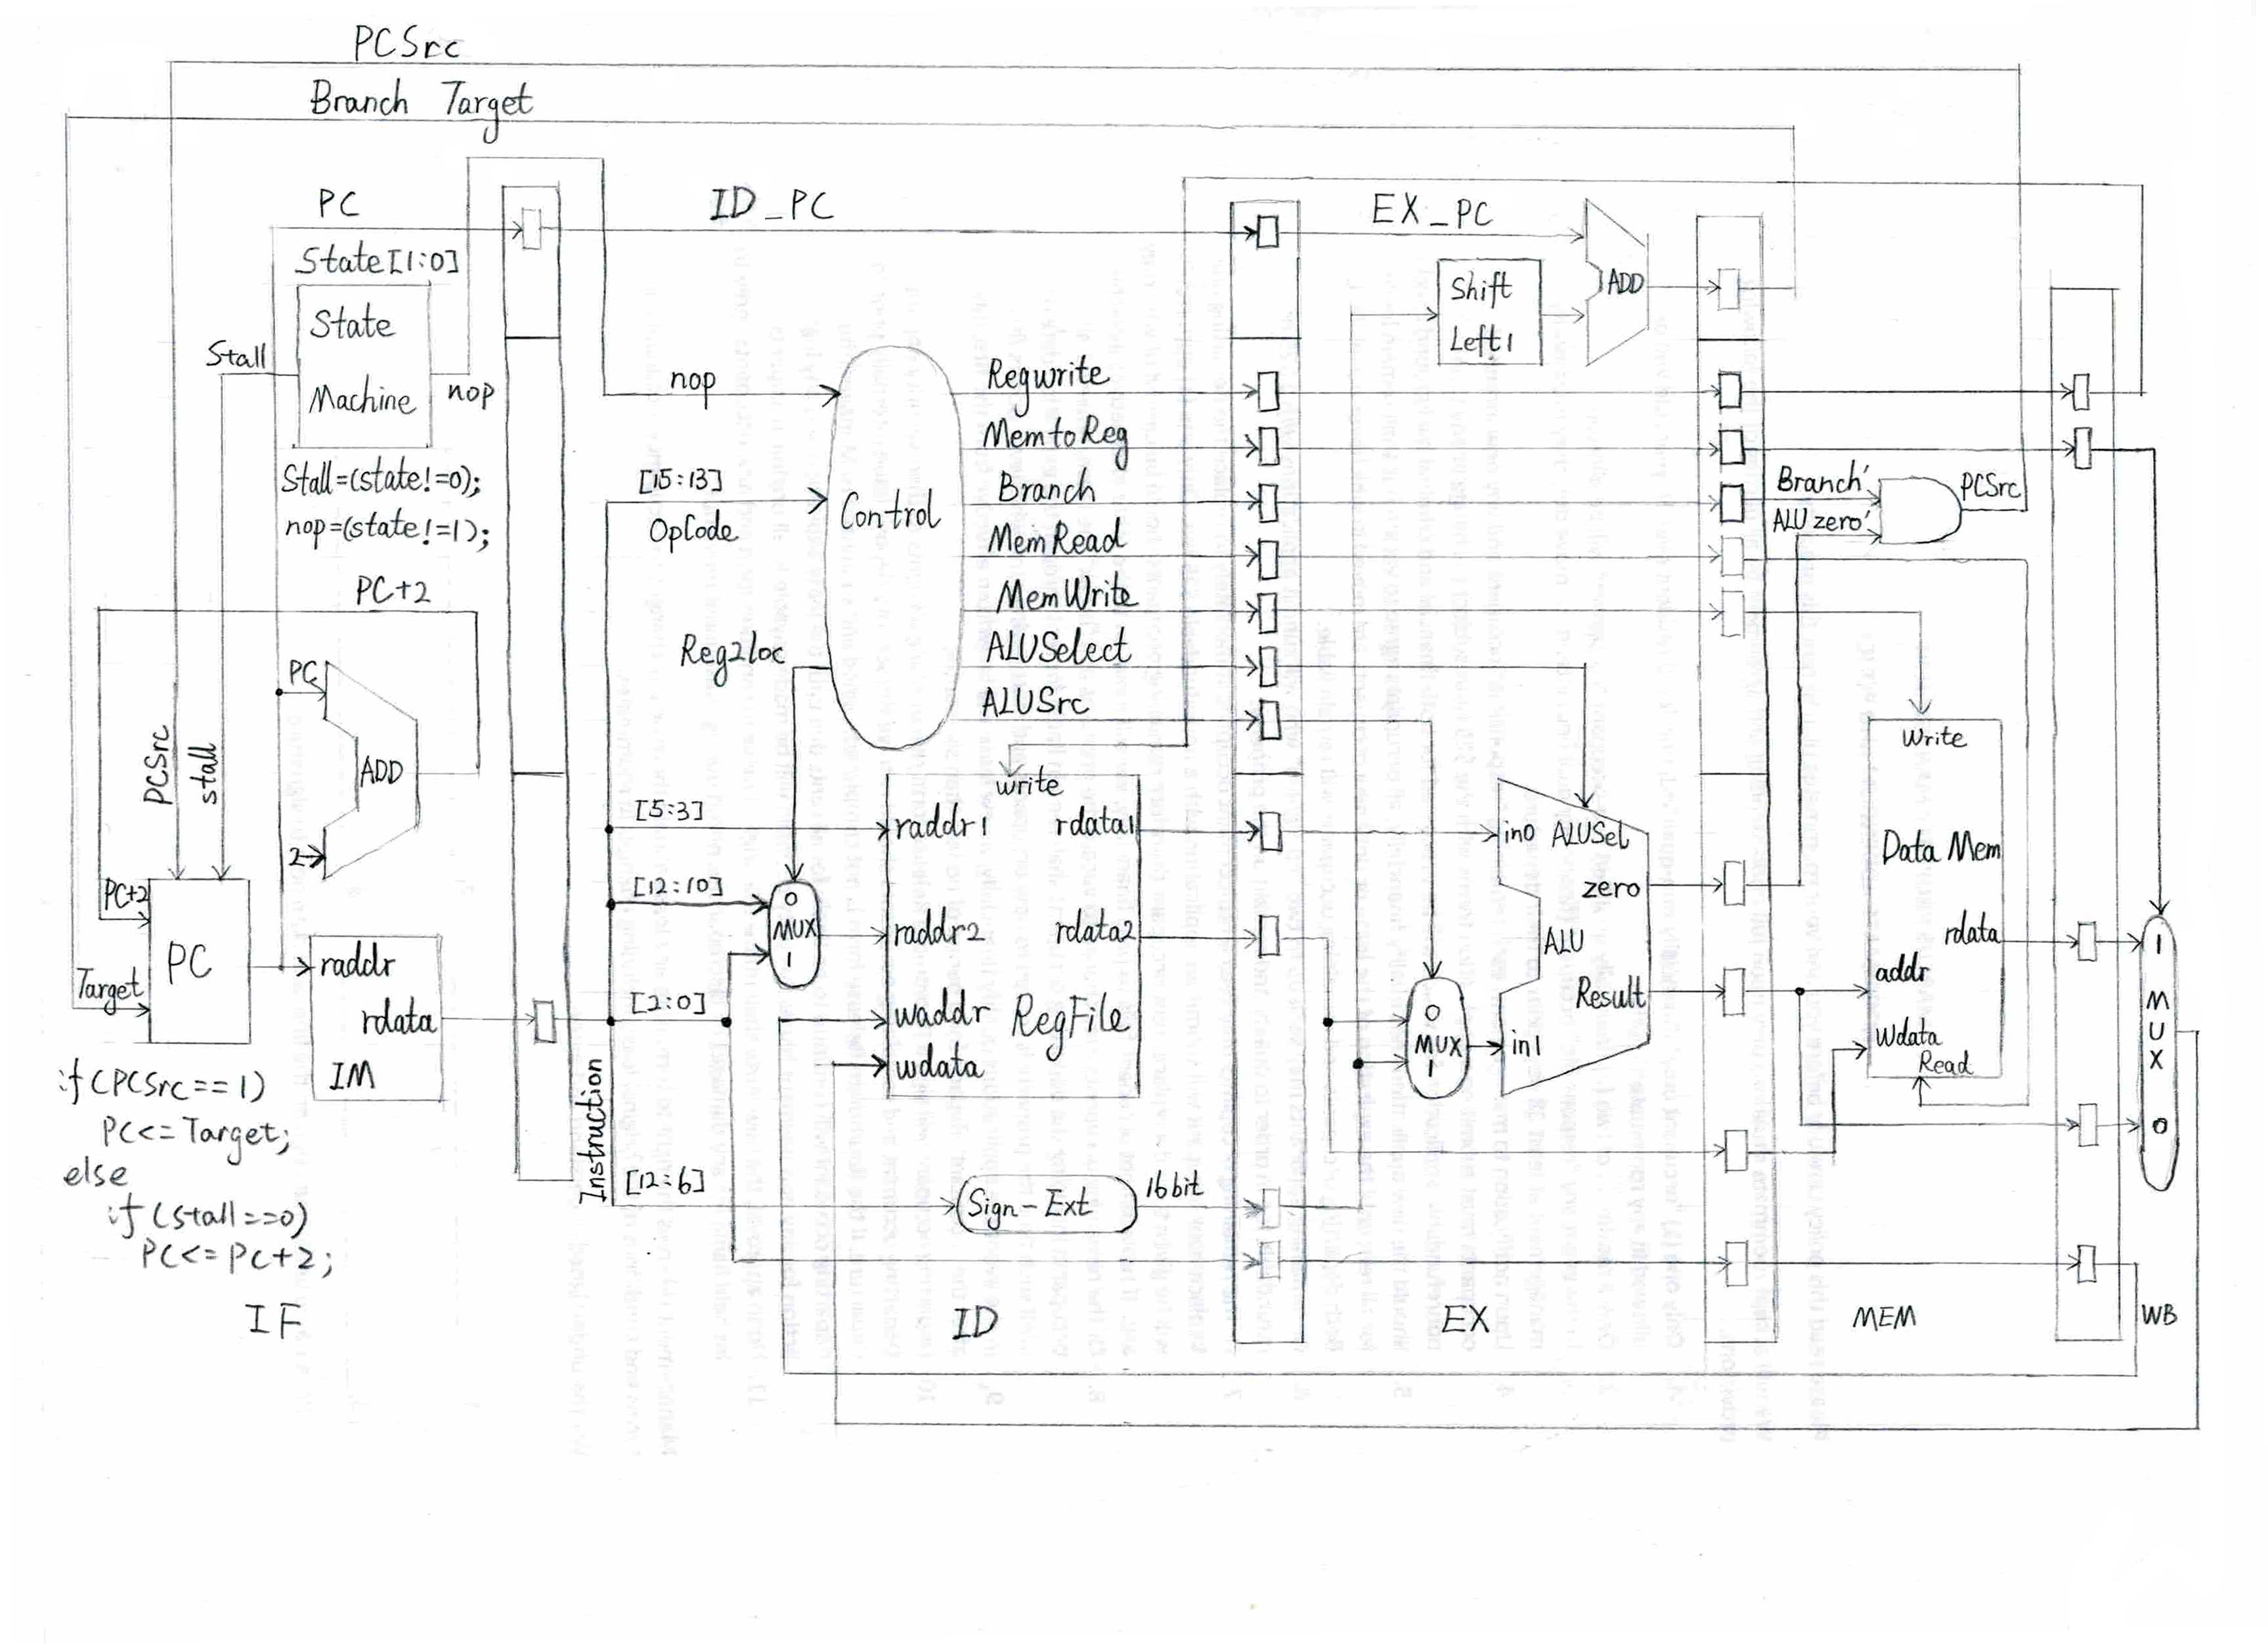 PCSrc
Branch Target
PC
ID_PC
EX_PC
State[1:0]
State
Machine
Stall
nop
Stall=(state!=0);
nop=(state!=1);
PC+2
PC
ADD
2
PCSrc
stall
PC+2
Target
PC
raddr
rdata
IM
if(PCSrc==1)
PC<=Target;
else
if(stall==0)
PC<=PC+2;
IF
nop
[15:13]
OpCode
Control
Reg2loc
Regwrite
MemtoReg
Branch
MemRead
MemWrite
ALUSelect
ALUSrc
[5:3]
[12:10]
[2:0]
[12:6]
Instruction
0
MUX
1
write
raddr1
rdata1
raddr2
rdata2
waddr
RegFile
wdata
Sign-Ext
16bit
ID
Shift
Left1
ADD
in0
ALUSel
zero
ALU
Result
in1
0
MUX
1
EX
Branch'
ALUzero'
PCSrc
write
Data Mem
rdata
addr
Wdata
Read
MEM
1
M
U
X
0
WB